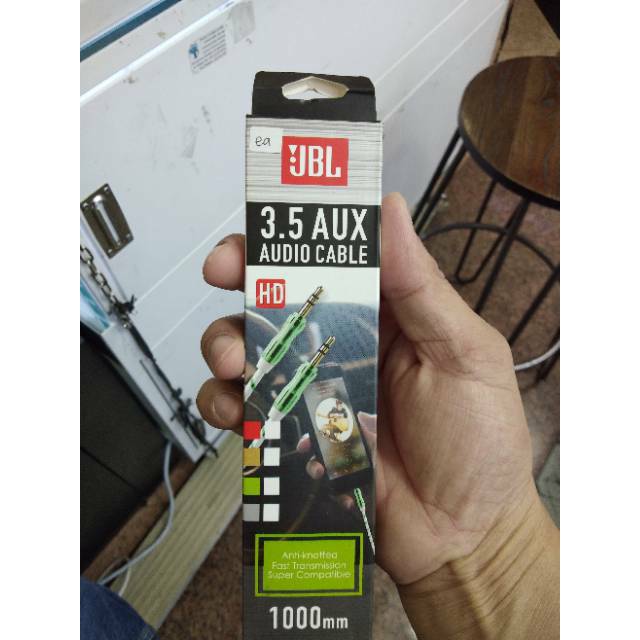 ea
JBL
3.5 AUX
AUDIO CABLE
HD
Anti-knotted
Fast Transmission
Super Compatible
1000mm